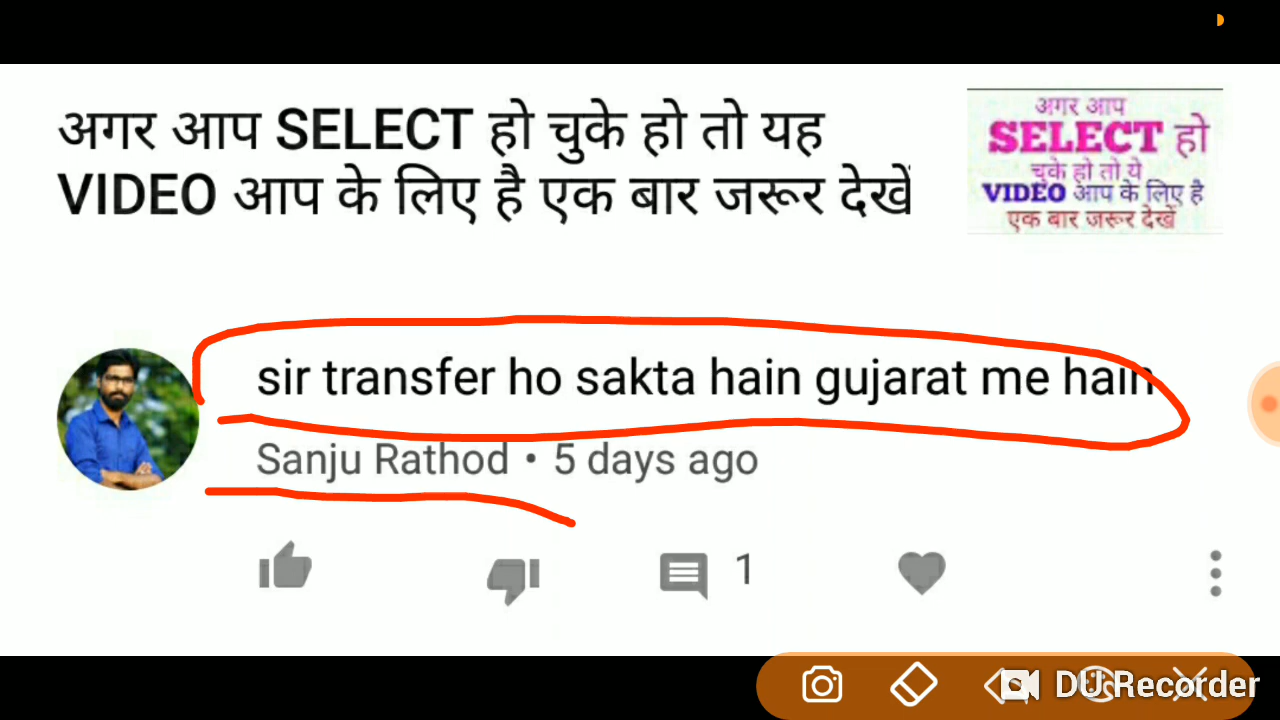 अगर आप SELECT हो चुके हो तो यह
VIDEO आप के लिए है एक बार जरूर देखें
अगर आप
SELECT हो
चुके हो तो ये
VIDEO आप के लिए है
एक बार जरूर देखें
sir transfer ho sakta hain gujarat me hain
Sanju Rathod • 5 days ago
1
DU Recorder